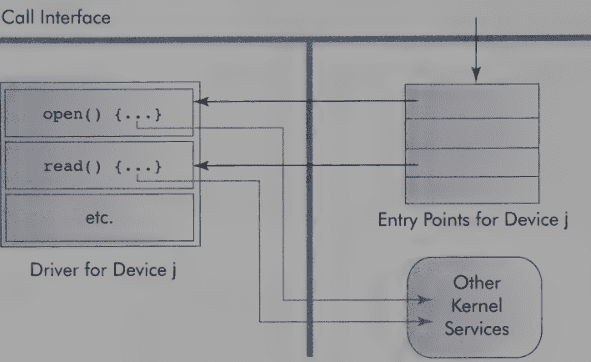 Call Interface
open() {...}
read() {...}
etc.
Driver for Device j
Entry Points for Device j
Other
Kernel
Services